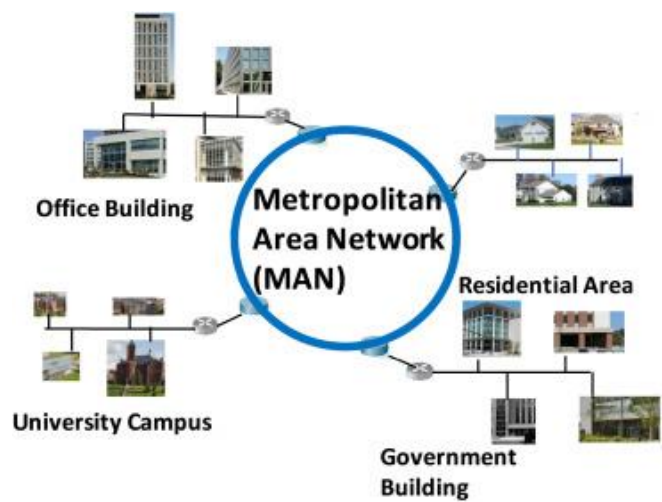 Office Building
Metropolitan
Area Network
(MAN)
Residential Area
University Campus
Government
Building